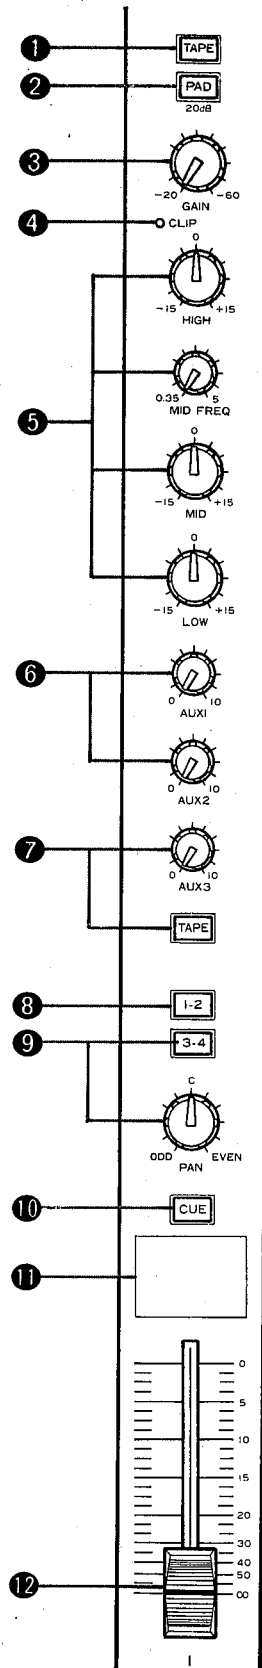 1 TAPE
2 PAD
20dB
3
-20 -60
GAIN
4 CLIP
0
-15 +15
HIGH
0.35 5
MID FREQ
5
0
-15 +15
MID
0
-15 +15
LOW
6
0 10
AUX1
0 10
AUX2
7
0 10
AUX3
TAPE
8 1-2
9 3-4
C
ODD EVEN
PAN
10 CUE
11
0
5
10
15
20
30
40
50
12 ∞
1